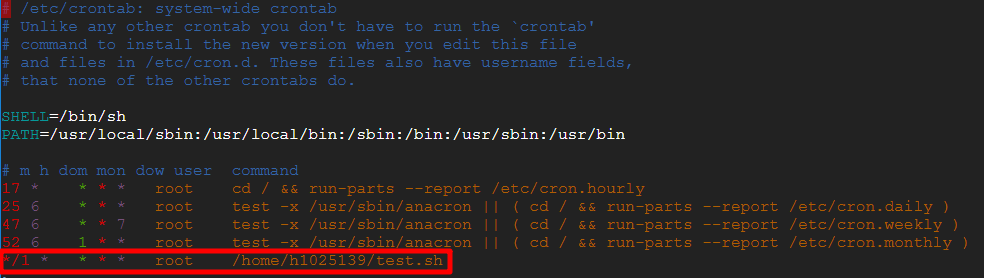 # /etc/crontab: system-wide crontab
# Unlike any other crontab you don't have to run the `crontab'
# command to install the new version when you edit this file
# and files in /etc/cron.d. These files also have username fields,
# that none of the other crontabs do.
SHELL=/bin/sh
PATH=/usr/local/sbin:/usr/local/bin:/sbin:/bin:/usr/sbin:/usr/bin
# m h dom mon dow user  command
17 *    * * *   root    cd / && run-parts --report /etc/cron.hourly
25 6    * * *   root    test -x /usr/sbin/anacron || ( cd / && run-parts --report /etc/cron.daily )
47 6    * * 7   root    test -x /usr/sbin/anacron || ( cd / && run-parts --report /etc/cron.weekly )
52 6    1 * *   root    test -x /usr/sbin/anacron || ( cd / && run-parts --report /etc/cron.monthly )
*/1 *   * * *   root    /home/h1025139/test.sh